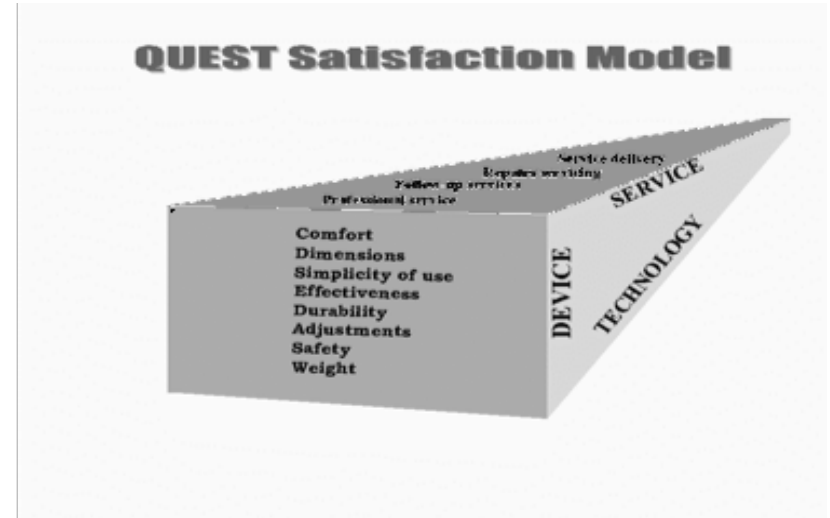 QUEST Satisfaction Model
Service delivery
Repairs servicing
Follow-up services
Professional service
SERVICE
Comfort
Dimensions
Simplicity of use
Effectiveness
Durability
Adjustments
Safety
Weight
DEVICE
TECHNOLOGY